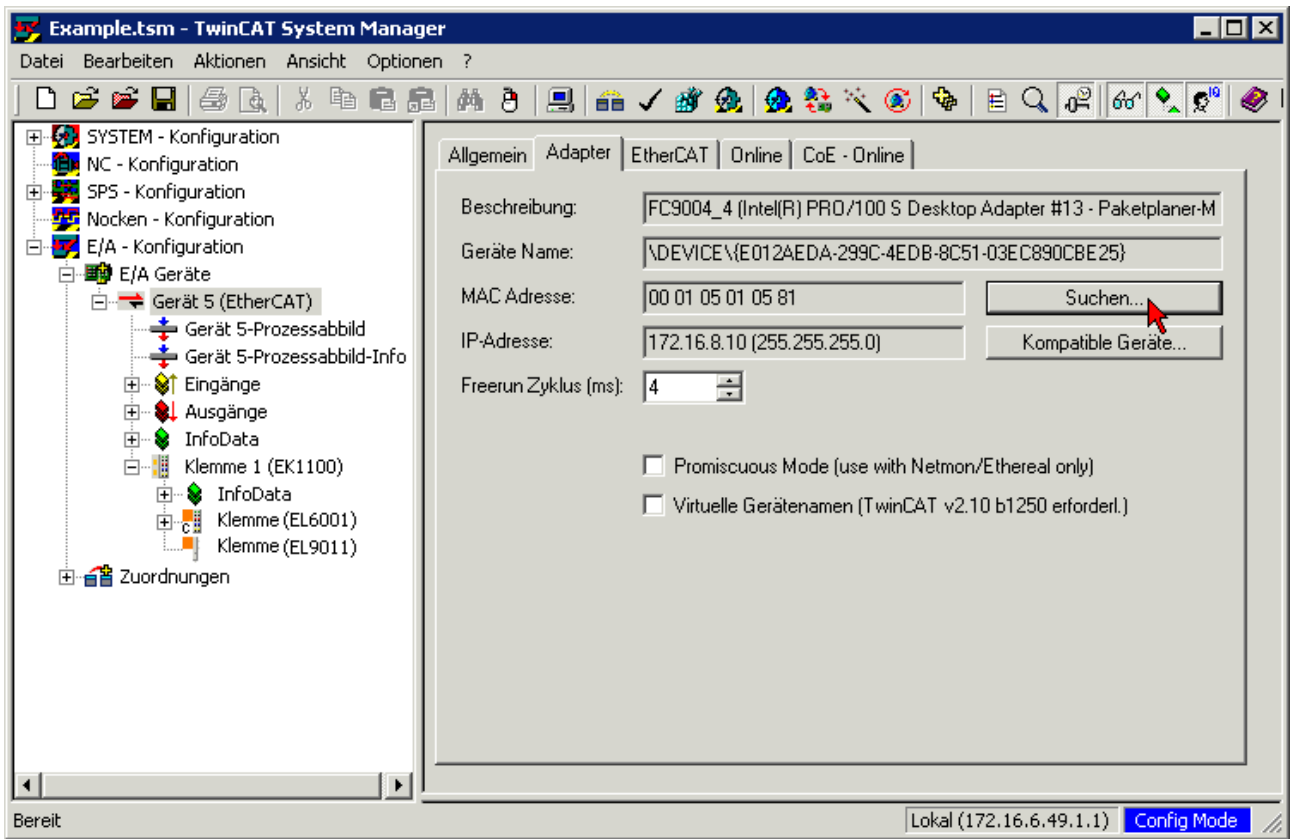 Example.tsm - TwinCAT System Manager
Datei Bearbeiten Aktionen Ansicht Optionen ?
SYSTEM - Konfiguration
NC - Konfiguration
SPS - Konfiguration
Nocken - Konfiguration
E/A - Konfiguration
E/A Geräte
Gerät 5 (EtherCAT)
Gerät 5-Prozessabbild
Gerät 5-Prozessabbild-Info
Eingänge
Ausgänge
InfoData
Klemme 1 (EK1100)
InfoData
Klemme (EL6001)
Klemme (EL9011)
Zuordnungen
Allgemein Adapter EtherCAT Online CoE - Online
Beschreibung: FC9004_4 (Intel(R) PRO/100 S Desktop Adapter #13 - Paketplaner-M
Geräte Name: \DEVICE\{E012AEDA-299C-4EDB-8C51-03EC890CBE25}
MAC Adresse: 00 01 05 01 05 81 Suchen...
IP-Adresse: 172.16.8.10 (255.255.255.0) Kompatible Geräte...
Freerun Zyklus (ms): 4
Promiscuous Mode (use with Netmon/Ethereal only)
Virtuelle Gerätenamen (TwinCAT v2.10 b1250 erforderl.)
Bereit Lokal (172.16.6.49.1.1) Config Mode